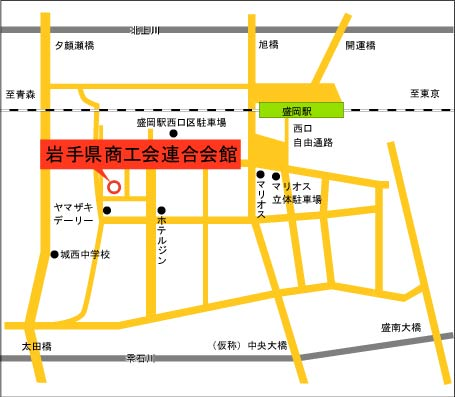 北上川
夕顔瀬橋
旭橋
開運橋
至青森
至東京
盛岡駅
盛岡駅西口区駐車場
西口
自由通路
岩手県商工会連合会館
マリオス
マリオス
立体駐車場
ヤマザキ
デーリー
ホテルジン
城西中学校
太田橋
雫石川
(仮称)中央大橋
盛南大橋